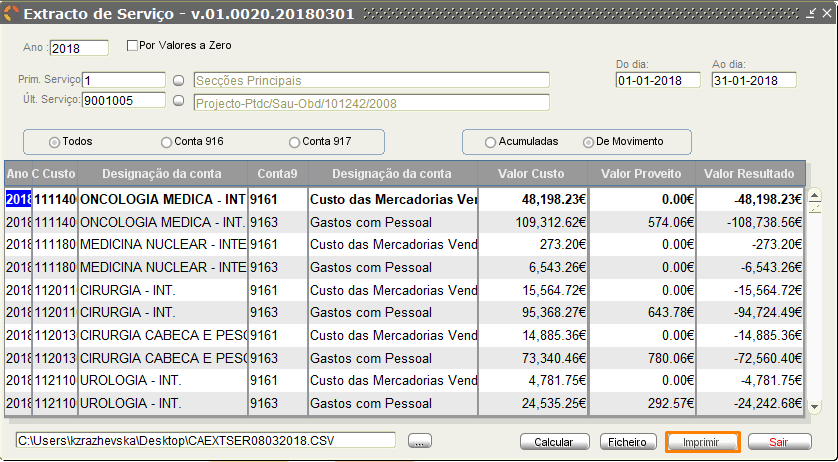 Extracto de Serviço - v.01.0020.20180301
Ano : 2018 Por Valores a Zero
Do dia: Ao dia:
Prim. Serviço 1 Secções Principais 01-01-2018 31-01-2018
Últ. Serviço: 9001005 Projecto-Ptdc/Sau-Obd/101242/2008
Todos Conta 916 Conta 917 Acumuladas De Movimento
Ano C Custo Designação da conta Conta9 Designação da conta Valor Custo Valor Proveito Valor Resultado
2018 111140 ONCOLOGIA MEDICA - INT 9161 Custo das Mercadorias Ven 48,198.23€ 0.00€ -48,198.23€
2018 111140 ONCOLOGIA MEDICA - INT. 9163 Gastos com Pessoal 109,312.62€ 574.06€ -108,738.56€
2018 111180 MEDICINA NUCLEAR - INTE 9161 Custo das Mercadorias Vend 273.20€ 0.00€ -273.20€
2018 111180 MEDICINA NUCLEAR - INTE 9163 Gastos com Pessoal 6,543.26€ 0.00€ -6,543.26€
2018 112011 CIRURGIA - INT. 9161 Custo das Mercadorias Vend 15,564.72€ 0.00€ -15,564.72€
2018 112011 CIRURGIA - INT. 9163 Gastos com Pessoal 95,368.27€ 643.78€ -94,724.49€
2018 112013 CIRURGIA CABECA E PESC 9161 Custo das Mercadorias Vend 14,885.36€ 0.00€ -14,885.36€
2018 112013 CIRURGIA CABECA E PESC 9163 Gastos com Pessoal 73,340.46€ 780.06€ -72,560.40€
2018 112110 UROLOGIA - INT. 9161 Custo das Mercadorias Vend 4,781.75€ 0.00€ -4,781.75€
2018 112110 UROLOGIA - INT. 9163 Gastos com Pessoal 24,535.25€ 292.57€ -24,242.68€
C:\Users\kzrazhevska\Desktop\CAEXTSER08032018.CSV ... Calcular Ficheiro Imprimir Sair